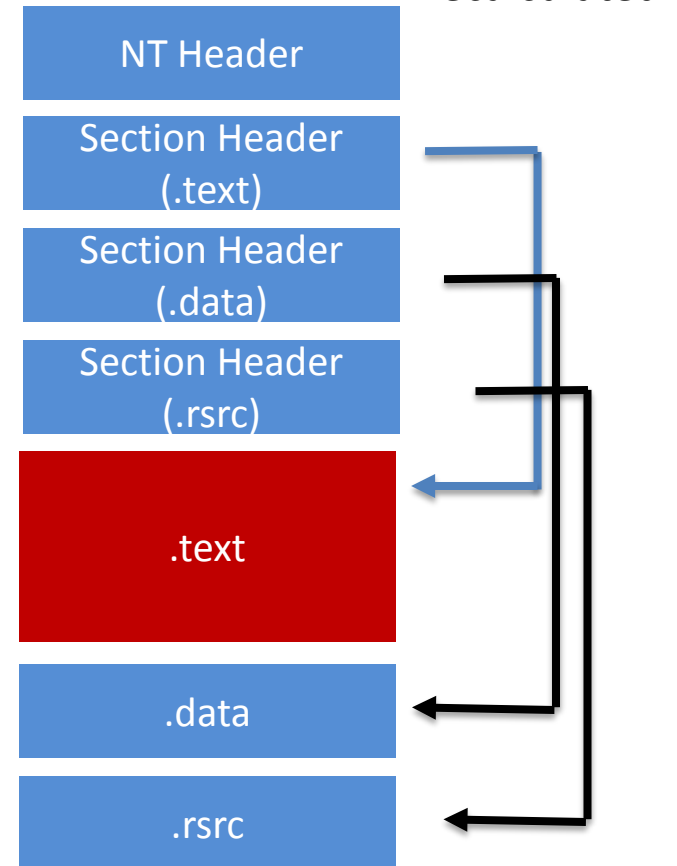 NT Header
Section Header
(.text)
Section Header
(.data)
Section Header
(.rsrc)
.text
.data
.rsrc